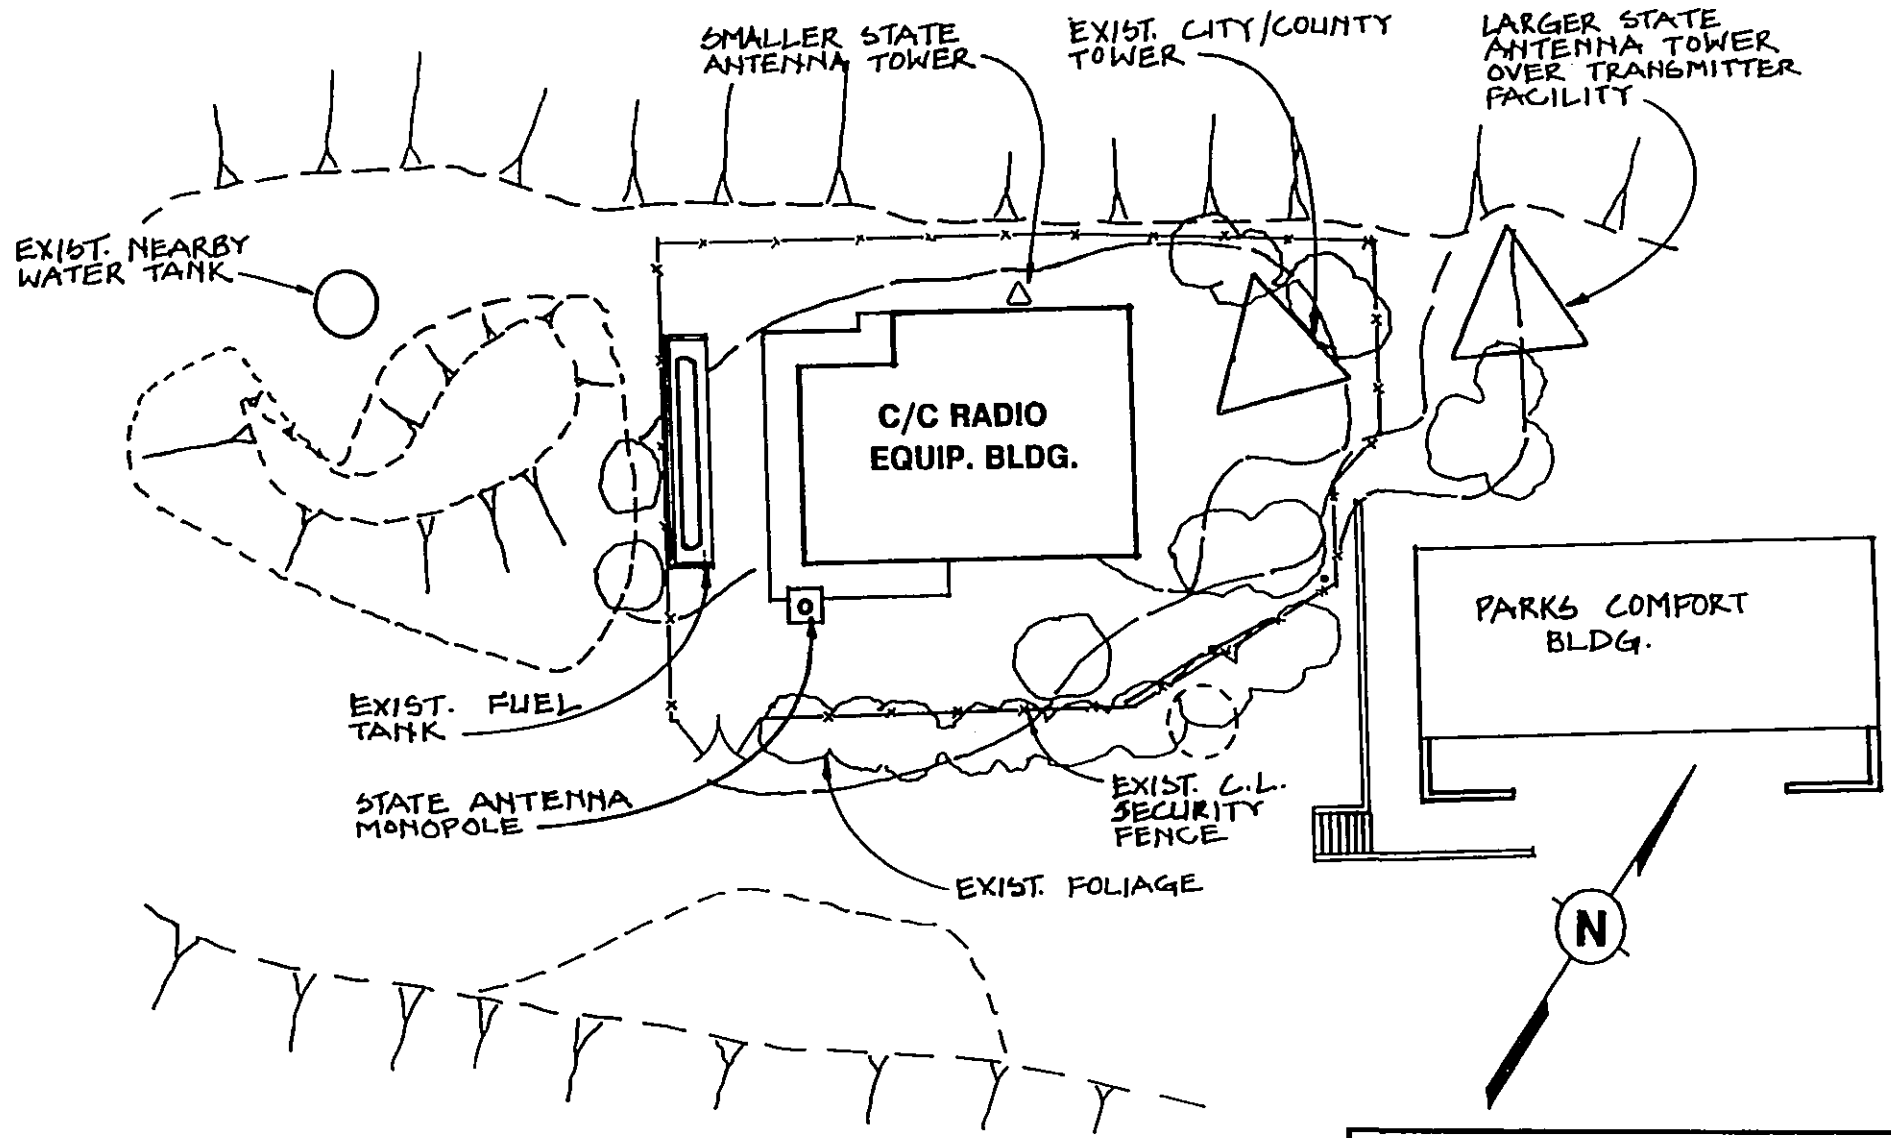 SMALLER STATE
ANTENNA TOWER
EXIST. CITY/COUNTY
TOWER
LARGER STATE
ANTENNA TOWER
OVER TRANSMITTER
FACILITY
EXIST. NEARBY
WATER TANK
C/C RADIO
EQUIP. BLDG.
PARKS COMFORT
BLDG.
EXIST. FUEL
TANK
STATE ANTENNA
MONOPOLE
EXIST. C.L.
SECURITY
FENCE
EXIST. FOLIAGE
N